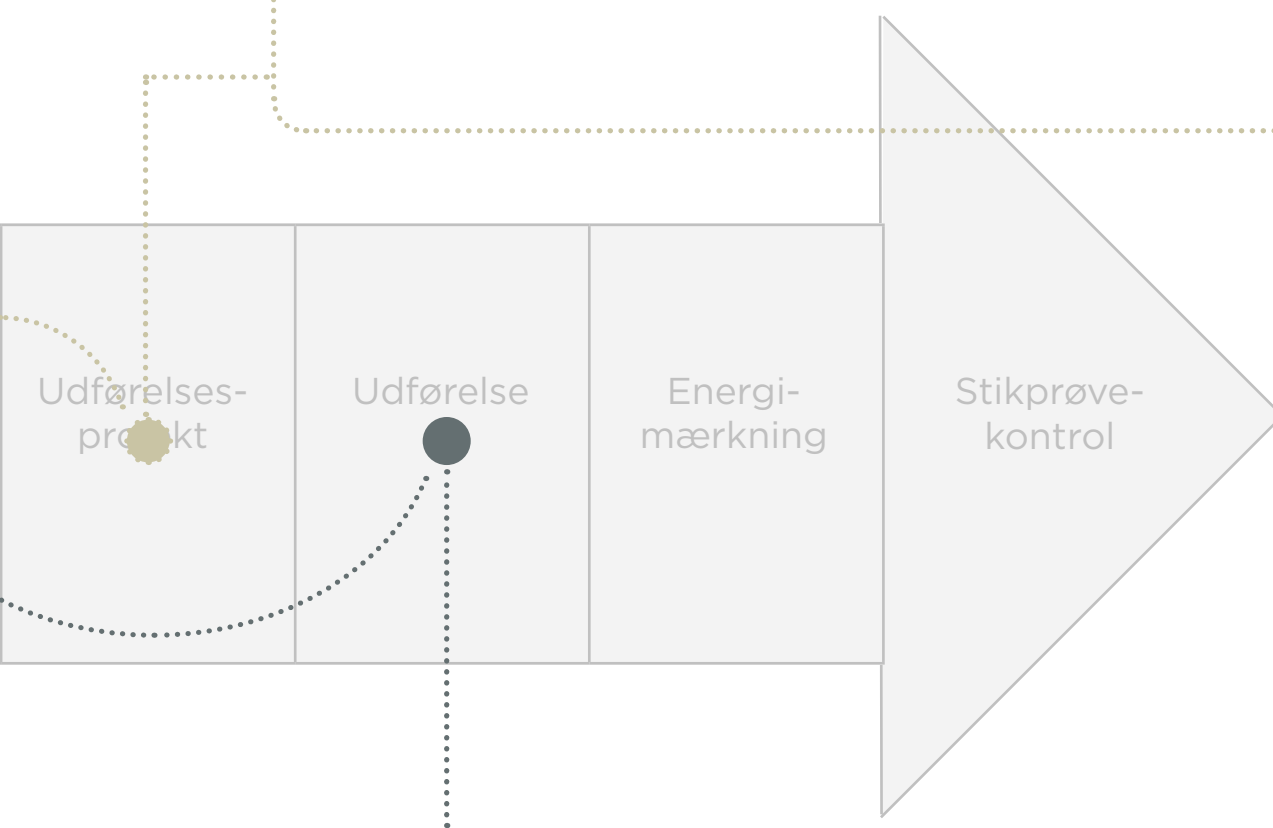 Udførelses-
Udførelse
Energi-
mærkning
Stikprøve-
kontrol